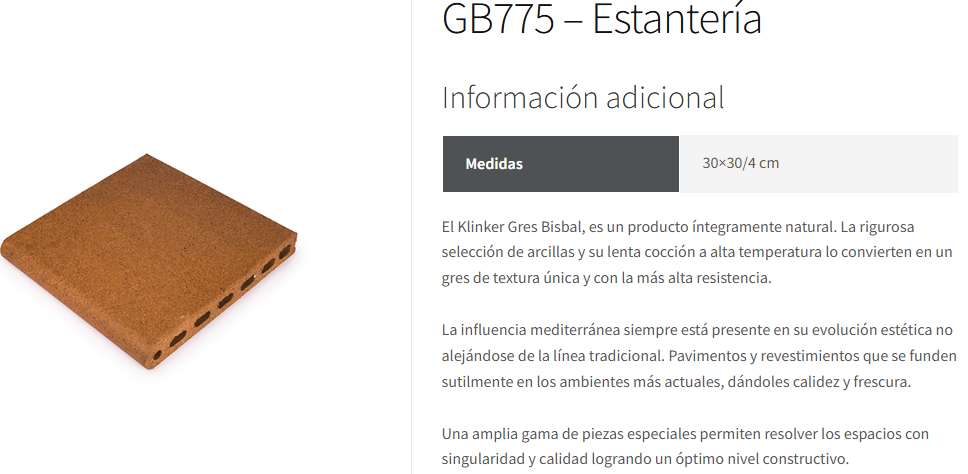 GB775 – Estantería
Información adicional
Medidas
30×30/4 cm
El Klinker Gres Bisbal, es un producto íntegramente natural. La rigurosa
selección de arcillas y su lenta cocción a alta temperatura lo convierten en un
gres de textura única y con la más alta resistencia.
La influencia mediterránea siempre está presente en su evolución estética no
alejándose de la línea tradicional. Pavimentos y revestimientos que se funden
sutilmente en los ambientes más actuales, dándoles calidez y frescura.
Una amplia gama de piezas especiales permiten resolver los espacios con
singularidad y calidad logrando un óptimo nivel constructivo.